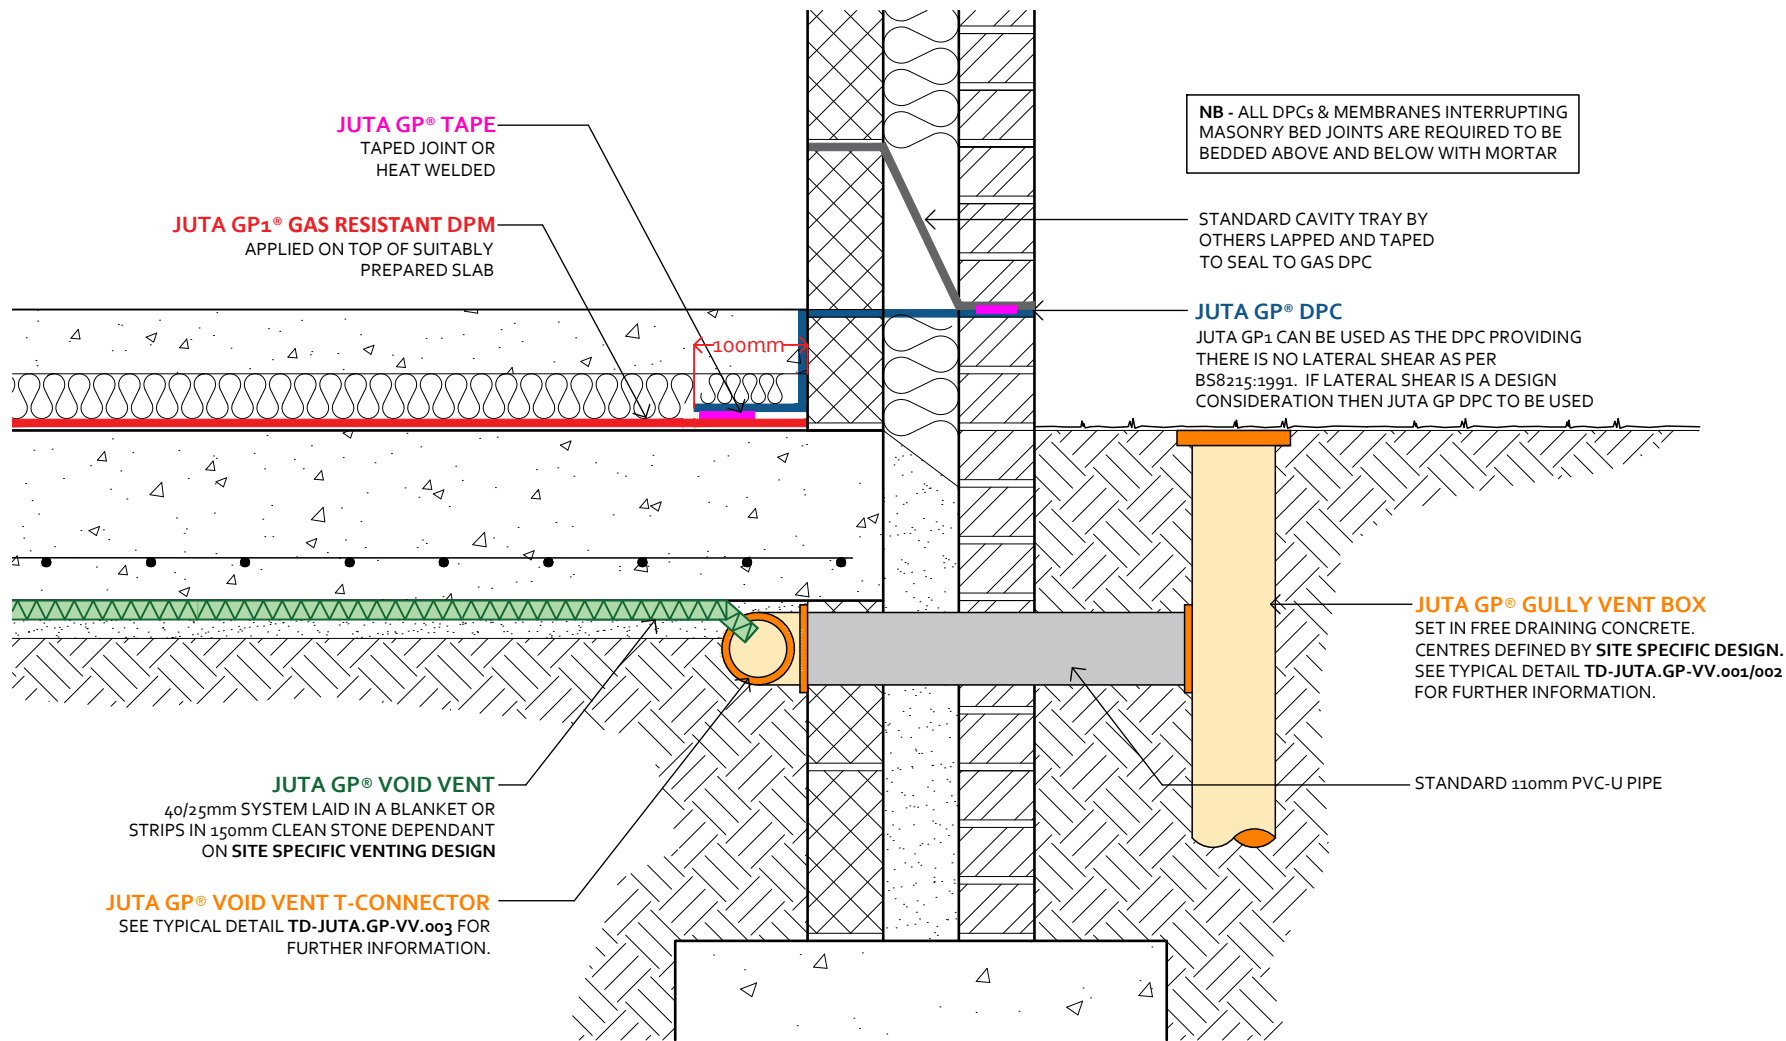 JUTA GP® TAPE
TAPED JOINT OR
HEAT WELDED
JUTA GP1® GAS RESISTANT DPM
APPLIED ON TOP OF SUITABLY
PREPARED SLAB
100mm
NB - ALL DPCs & MEMBRANES INTERRUPTING
MASONRY BED JOINTS ARE REQUIRED TO BE
BEDDED ABOVE AND BELOW WITH MORTAR
STANDARD CAVITY TRAY BY
OTHERS LAPPED AND TAPED
TO SEAL TO GAS DPC
JUTA GP® DPC
JUTA GP1 CAN BE USED AS THE DPC PROVIDING
THERE IS NO LATERAL SHEAR AS PER
BS8215:1991. IF LATERAL SHEAR IS A DESIGN
CONSIDERATION THEN JUTA GP DPC TO BE USED
JUTA GP® GULLY VENT BOX
SET IN FREE DRAINING CONCRETE.
CENTRES DEFINED BY SITE SPECIFIC DESIGN.
SEE TYPICAL DETAIL TD-JUTA.GP-VV.001/002
FOR FURTHER INFORMATION.
STANDARD 110mm PVC-U PIPE
JUTA GP® VOID VENT
40/25mm SYSTEM LAID IN A BLANKET OR
STRIPS IN 150mm CLEAN STONE DEPENDANT
ON SITE SPECIFIC VENTING DESIGN
JUTA GP® VOID VENT T-CONNECTOR
SEE TYPICAL DETAIL TD-JUTA.GP-VV.003 FOR
FURTHER INFORMATION.